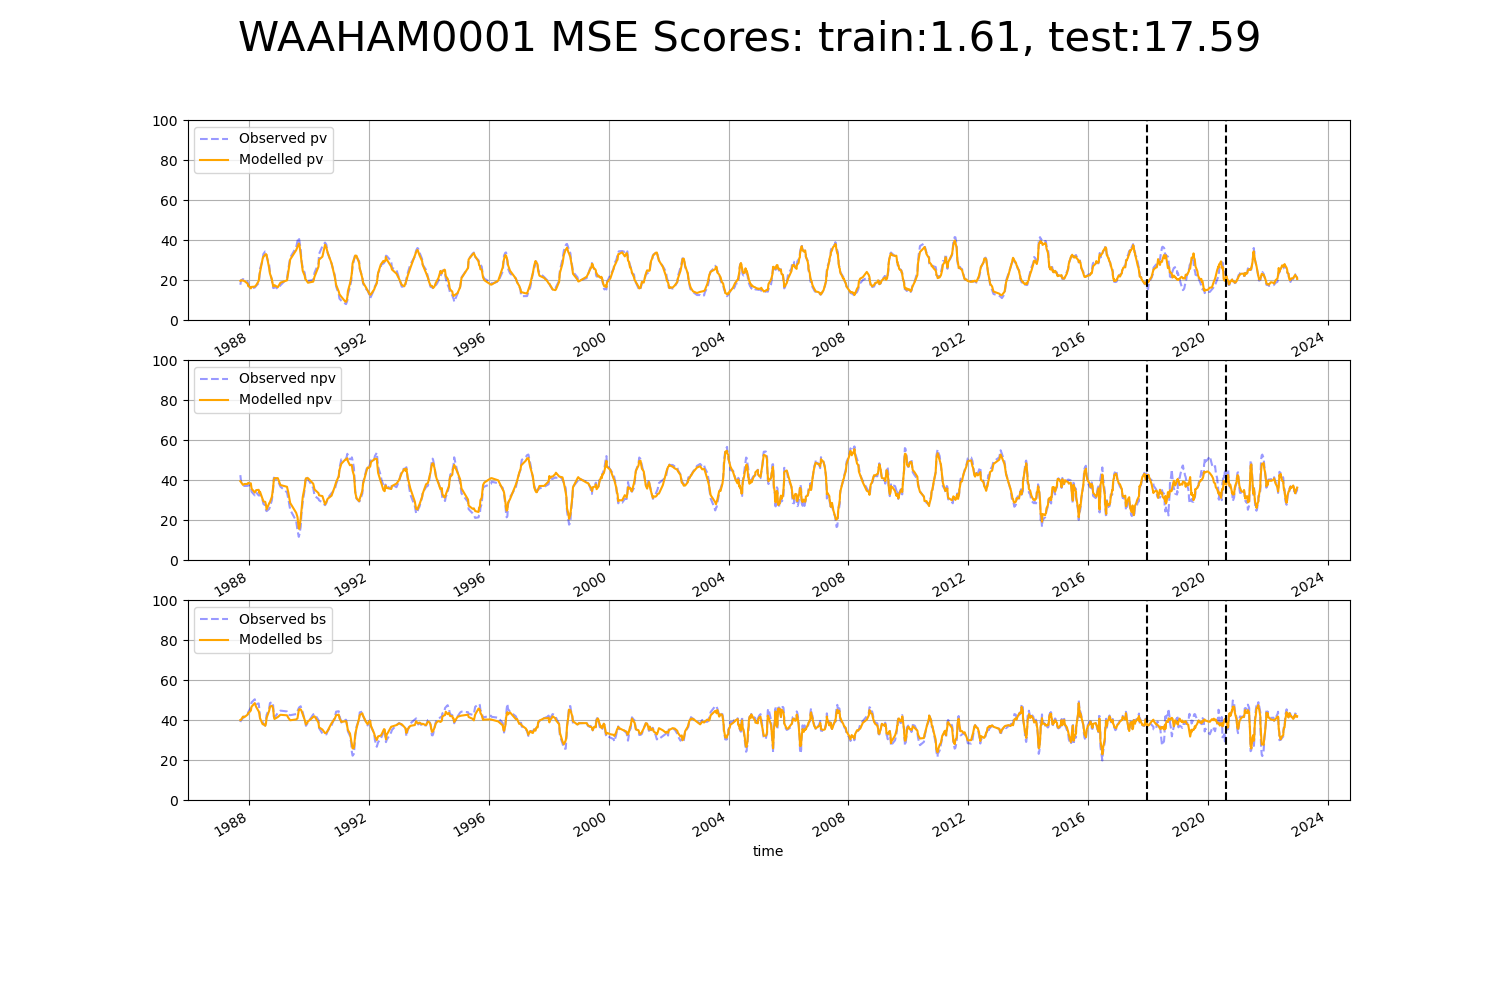 WAAHAM0001 MSE Scores: train:1.61, test:17.59
100
80
60
40
20
0
Observed pv
Modelled pv
1988 1992 1996 2000 2004 2008 2012 2016 2020 2024
100
80
60
40
20
0
Observed npv
Modelled npv
1988 1992 1996 2000 2004 2008 2012 2016 2020 2024
100
80
60
40
20
0
Observed bs
Modelled bs
1988 1992 1996 2000 2004 2008 2012 2016 2020 2024
time